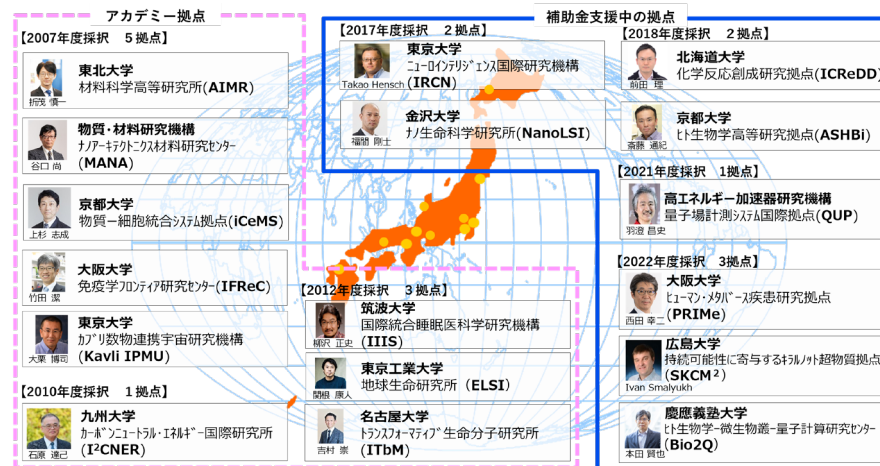 アカデミー拠点
【2007年度採択　5拠点】
東北大学
材料科学高等研究所(AIMR)
折茂 慎一
物質・材料研究機構
ナノアーキテクトニクス材料研究センター
(MANA)
谷口 尚
京都大学
物質ー細胞統合システム拠点(iCeMS)
上杉 志成
大阪大学
免疫学フロンティア研究センター(IFReC)
竹田 潔
東京大学
カブリ数物連携宇宙研究機構
(Kavli IPMU)
大栗 博司
【2010年度採択　1拠点】
九州大学
カーボンニュートラル・エネルギー国際研究所
(I²CNER)
石原 達己
【2012年度採択　3拠点】
筑波大学
国際統合睡眠医科学研究機構
(IIIS)
柳沢 正史
東京工業大学
地球生命研究所（ELSI)
関根 康人
名古屋大学
トランスフォーマティブ生命分子研究所
(ITbM)
吉村 崇
補助金支援中の拠点
【2017年度採択　2拠点】
東京大学
ニューロインテリジェンス国際研究機構
(IRCN)
Takao Hensch
金沢大学
ナノ生命科学研究所(NanoLSI)
福間 剛士
【2018年度採択　2拠点】
北海道大学
化学反応創成研究拠点(ICReDD)
前田 理
京都大学
ヒト生物学高等研究拠点(ASHBi)
斎藤 通紀
【2021年度採択　1拠点】
高エネルギー加速器研究機構
量子場計測システム国際拠点(QUP)
羽澄 昌史
【2022年度採択　3拠点】
大阪大学
ヒューマン・メタバース疾患研究拠点
(PRIMe)
西田 幸二
広島大学
持続可能性に寄与するキラルノット超物質拠点
(SKCM²)
Ivan Smalyukh
慶應義塾大学
ヒト生物学ー微生物叢ー量子計算研究センター
(Bio2Q)
本田 賢也